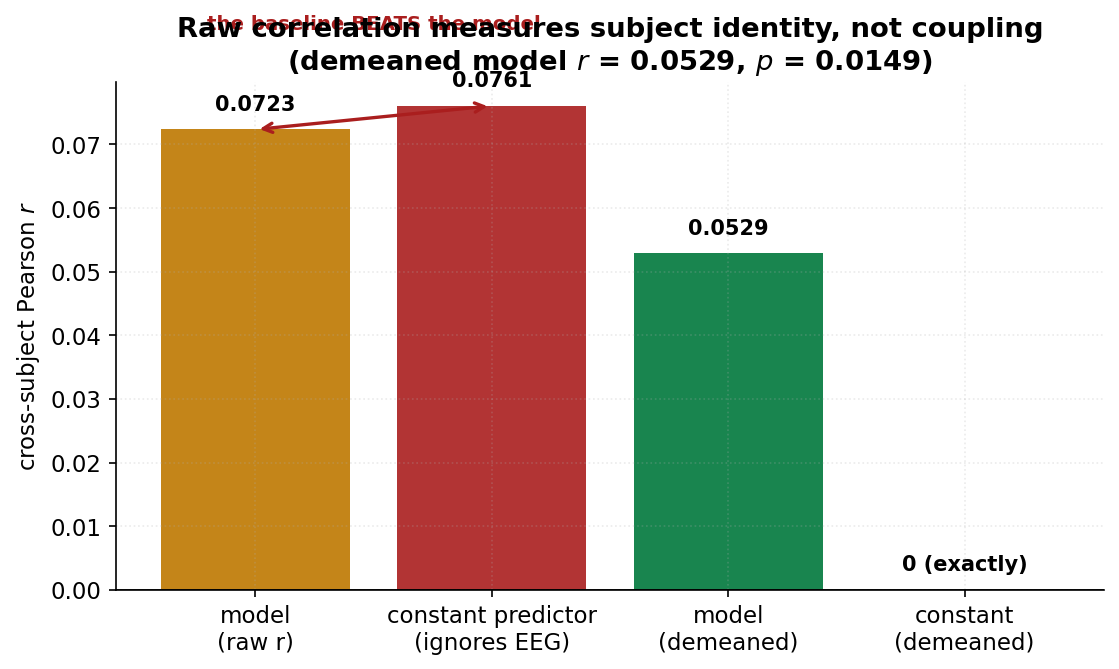 the baseline BEATS the model
Raw correlation measures subject identity, not coupling
(demeaned model r = 0.0529, p = 0.0149)
0.0723
0.0761
0.0529
0 (exactly)
cross-subject Pearson r
0.07
0.06
0.05
0.04
0.03
0.02
0.01
0.00
model
(raw r)
constant predictor
(ignores EEG)
model
(demeaned)
constant
(demeaned)